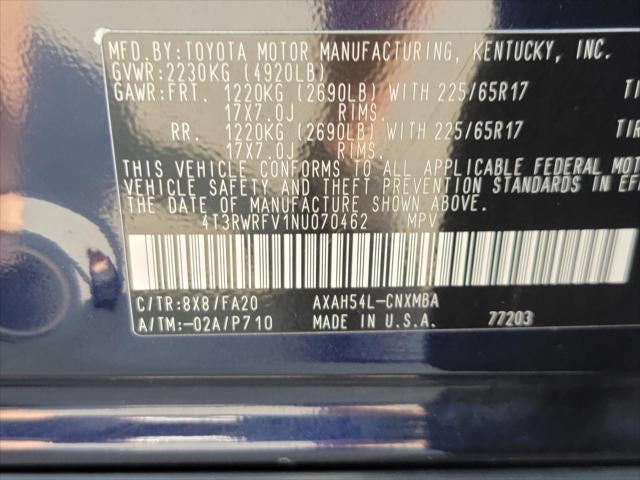 MFD.BY:TOYOTA MOTOR MANUFACTURING, KENTUCKY, INC.
GVWR:2230KG (4920LB)
GAWR:FRT. 1220KG (2690LB) WITH 225/65R17 TI
17X7.0J RIMS.
RR. 1220KG (2690LB) WITH 225/65R17 TIR
17X7.0J RIMS.
THIS VEHICLE CONFORMS TO ALL APPLICABLE FEDERAL MOT
VEHICLE SAFETY AND THEFT PREVENTION STANDARDS IN EFF
THE DATE OF MANUFACTURE SHOWN ABOVE.
4T3RWRFV1NU070462 MPV
C/TR:8X8/FA20 AXAH54L-CNXMBA
A/TM:-02A/P710 MADE IN U.S.A. 77203